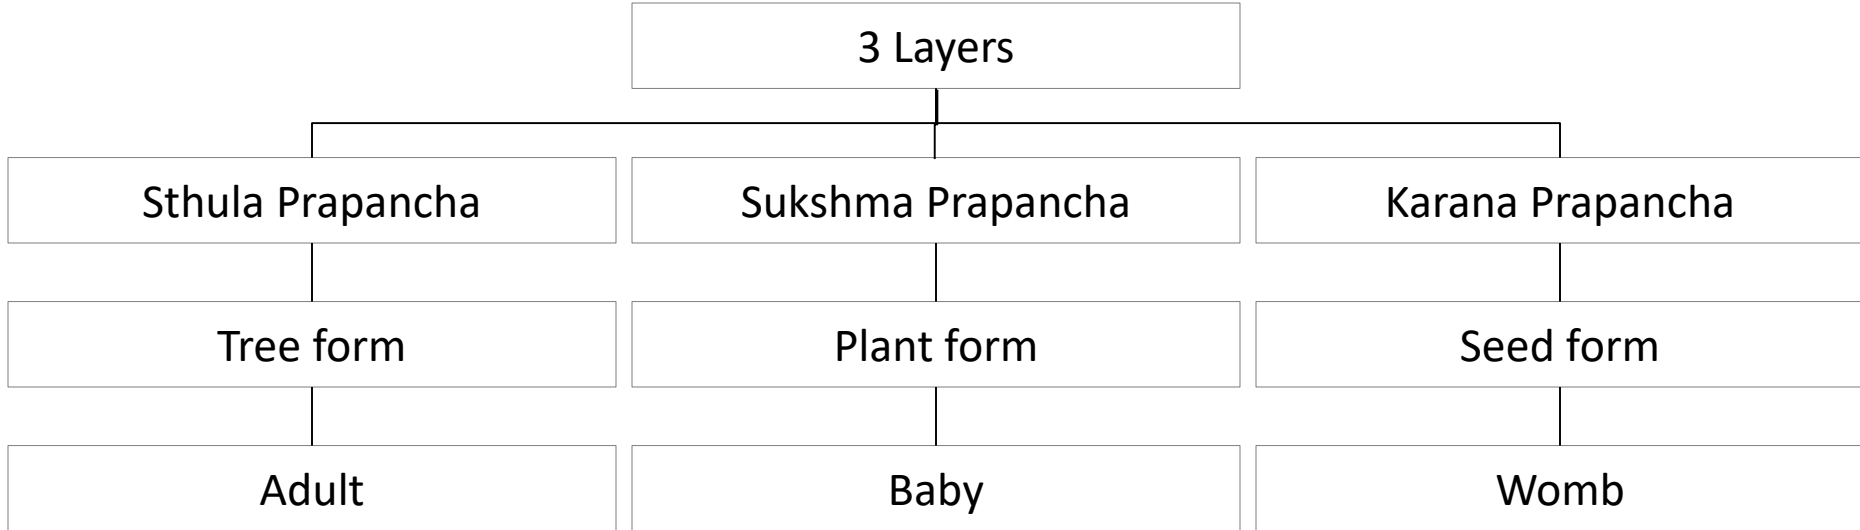 3 Layers
Sthula Prapancha
Sukshma Prapancha
Karana Prapancha
Tree form
Plant form
Seed form
Adult
Baby
Womb